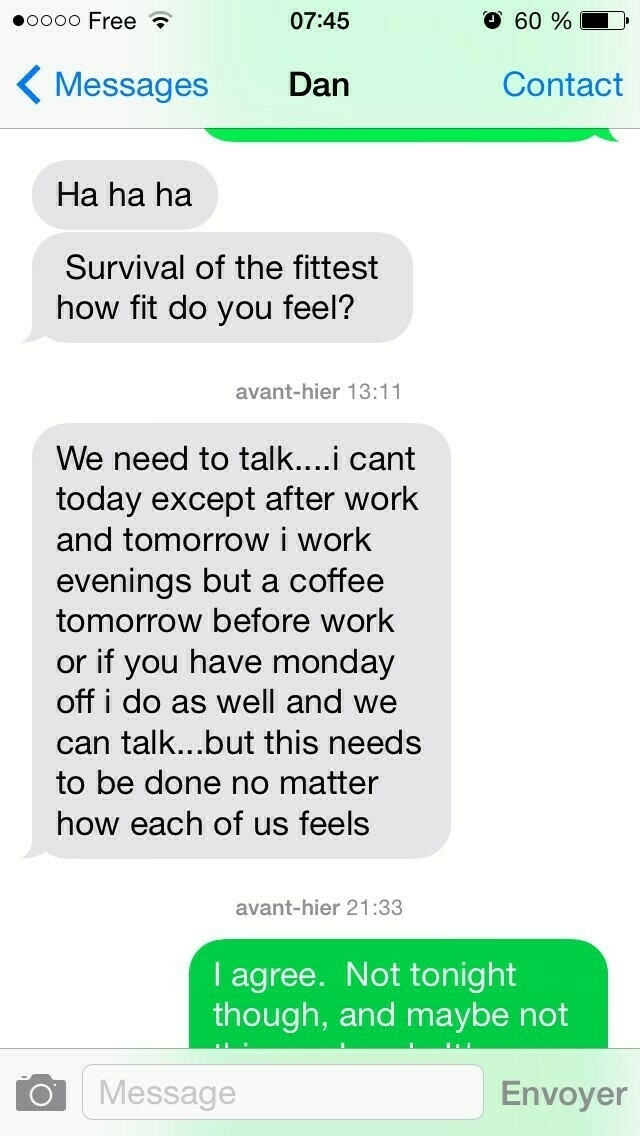 Free 07:45 60 %
Messages Dan Contact
Ha ha ha
Survival of the fittest
how fit do you feel?
avant-hier 13:11
We need to talk....i cant
today except after work
and tomorrow i work
evenings but a coffee
tomorrow before work
or if you have monday
off i do as well and we
can talk...but this needs
to be done no matter
how each of us feels
avant-hier 21:33
I agree.  Not tonight
though, and maybe not
Message Envoyer